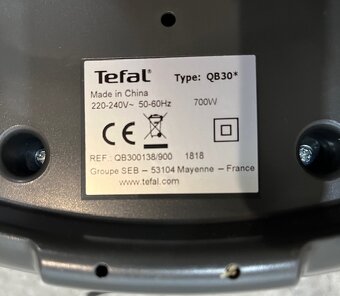 Tefal® Type: QB30*
Made in China
220-240V~ 50-60Hz 700W
CE
REF.: QB300138/900 1818
Groupe SEB – 53104 Mayenne – France
www.tefal.com